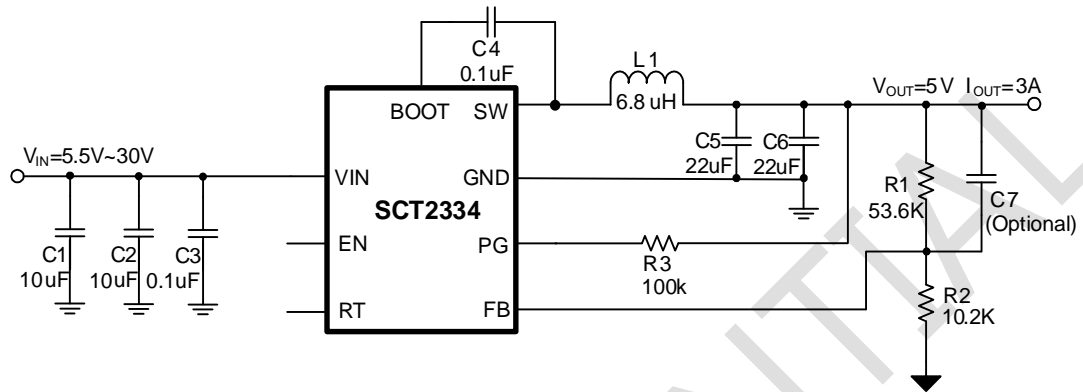 C4
0.1uF
L1
6.8 uH
BOOT
SW
VOUT=5V IOUT=3A
VIN=5.5V~30V
C5
22uF
C6
22uF
VIN
GND
SCT2334
R1
53.6K
C7
(Optional)
C1
10uF
C2
10uF
C3
0.1uF
EN
PG
R3
100k
RT
FB
R2
10.2K
NTIAL